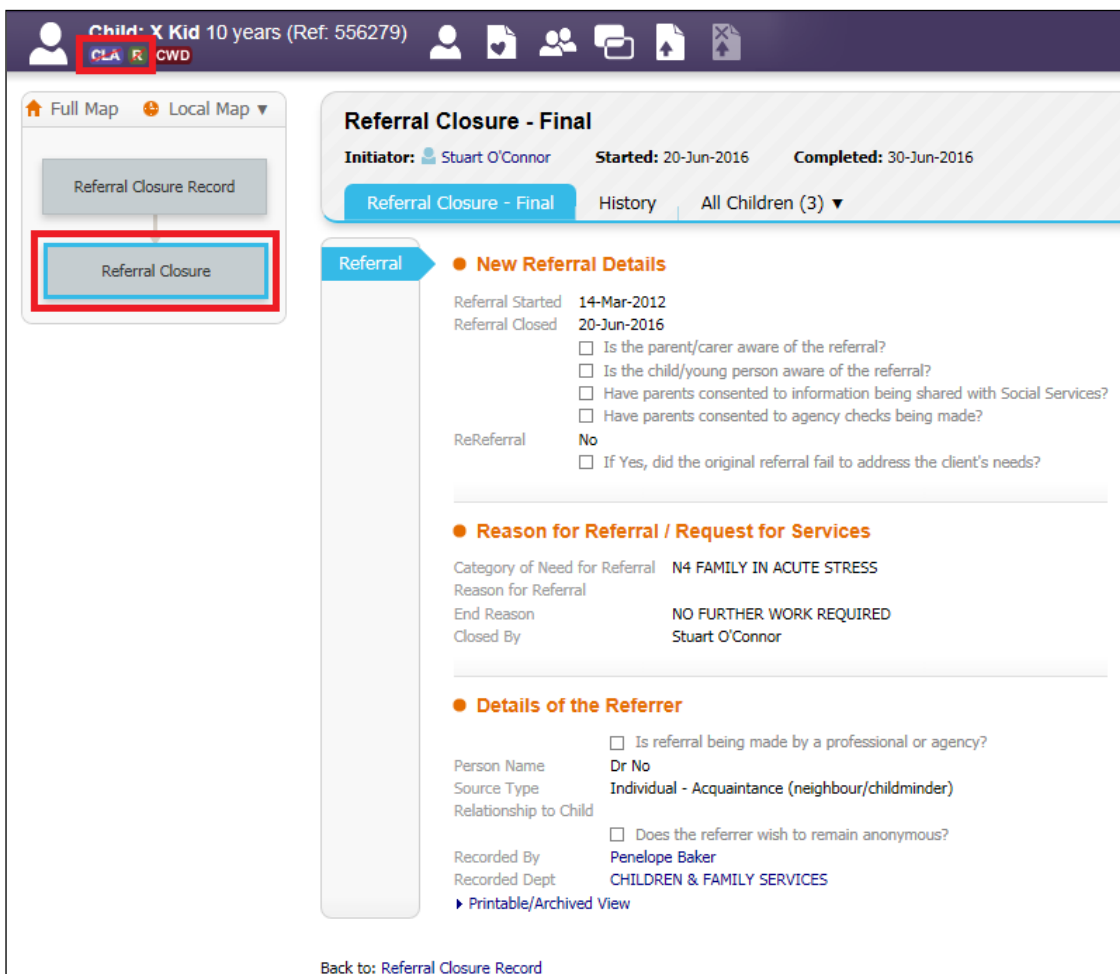 Child: X Kid 10 years (Ref: 556279)
CLA R CWD
Full Map Local Map ▼
Referral Closure Record
Referral Closure
Referral Closure - Final
Initiator: Stuart O'Connor Started: 20-Jun-2016 Completed: 30-Jun-2016
Referral Closure - Final History All Children (3) ▼
Referral
New Referral Details
Referral Started 14-Mar-2012
Referral Closed 20-Jun-2016
Is the parent/carer aware of the referral?
Is the child/young person aware of the referral?
Have parents consented to information being shared with Social Services?
Have parents consented to agency checks being made?
ReReferral No
If Yes, did the original referral fail to address the client's needs?
Reason for Referral / Request for Services
Category of Need for Referral N4 FAMILY IN ACUTE STRESS
Reason for Referral
End Reason NO FURTHER WORK REQUIRED
Closed By Stuart O'Connor
Details of the Referrer
Is referral being made by a professional or agency?
Person Name Dr No
Source Type Individual - Acquaintance (neighbour/childminder)
Relationship to Child
Does the referrer wish to remain anonymous?
Recorded By Penelope Baker
Recorded Dept CHILDREN & FAMILY SERVICES
Printable/Archived View
Back to: Referral Closure Record